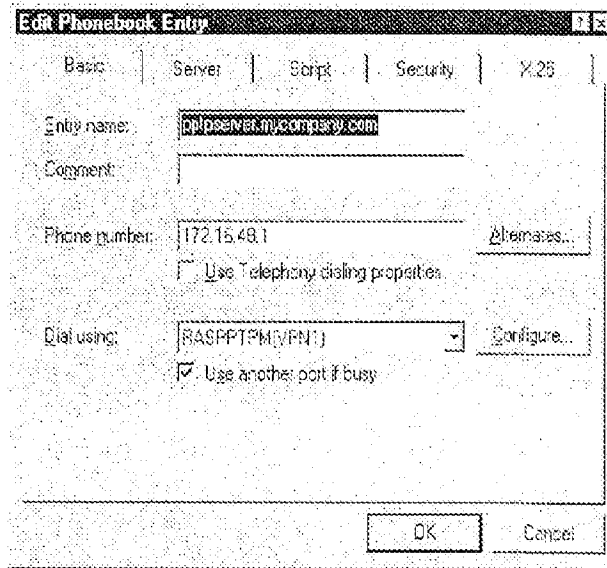 Edit Phonebook Entry
Basic Server Script Security X.25
Entry name: pptpserver.mycompany.com
Comment:
Phone number: 172.16.48.1 Alternates...
Use Telephony dialing properties
Dial using: RASPPTPM(VPN1) Configure...
Use another port if busy
OK Cancel